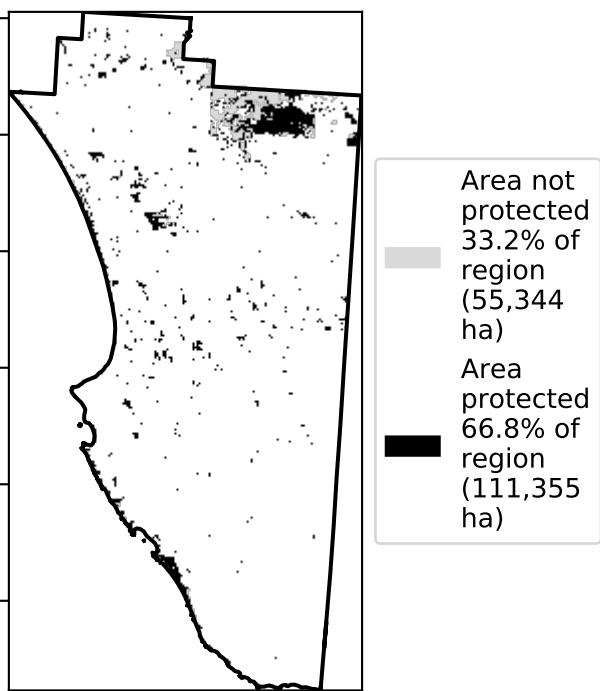 Area not
protected
33.2% of
region
(55,344
ha)
Area
protected
66.8% of
region
(111,355
ha)